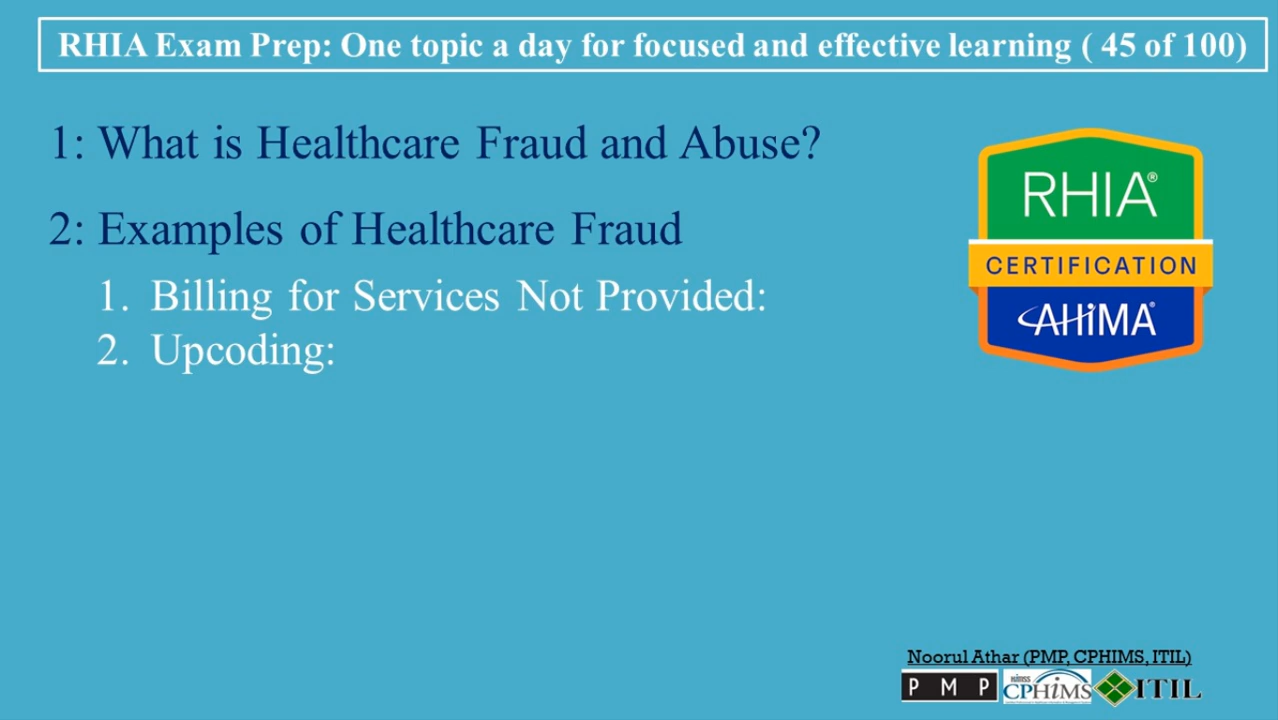 RHIA Exam Prep: One topic a day for focused and effective learning ( 45 of 100)
1: What is Healthcare Fraud and Abuse?
2: Examples of Healthcare Fraud
1. Billing for Services Not Provided:
2. Upcoding:
RHIA®
CERTIFICATION
AHIMA®
Noorul Athar (PMP, CPHIMS, ITIL)
PMP
HIMSS
CPHIMS
ITIL